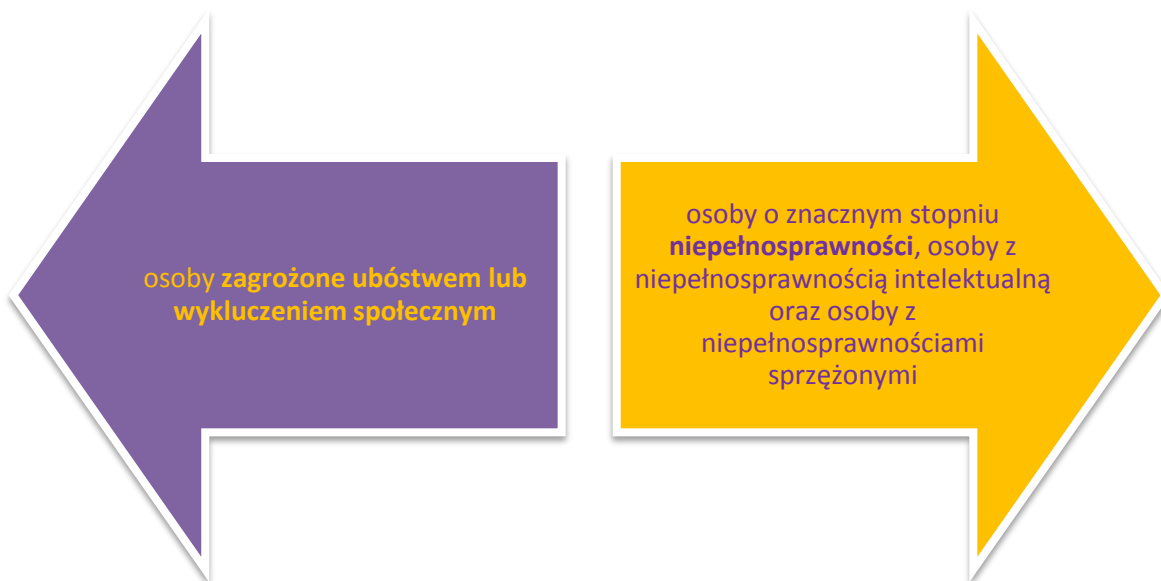 osoby zagrożone ubóstwem lub
wykluczeniem społecznym
osoby o znacznym stopniu
niepełnosprawności, osoby z
niepełnosprawnością intelektualną
oraz osoby z
niepełnosprawnościami
sprzężonymi